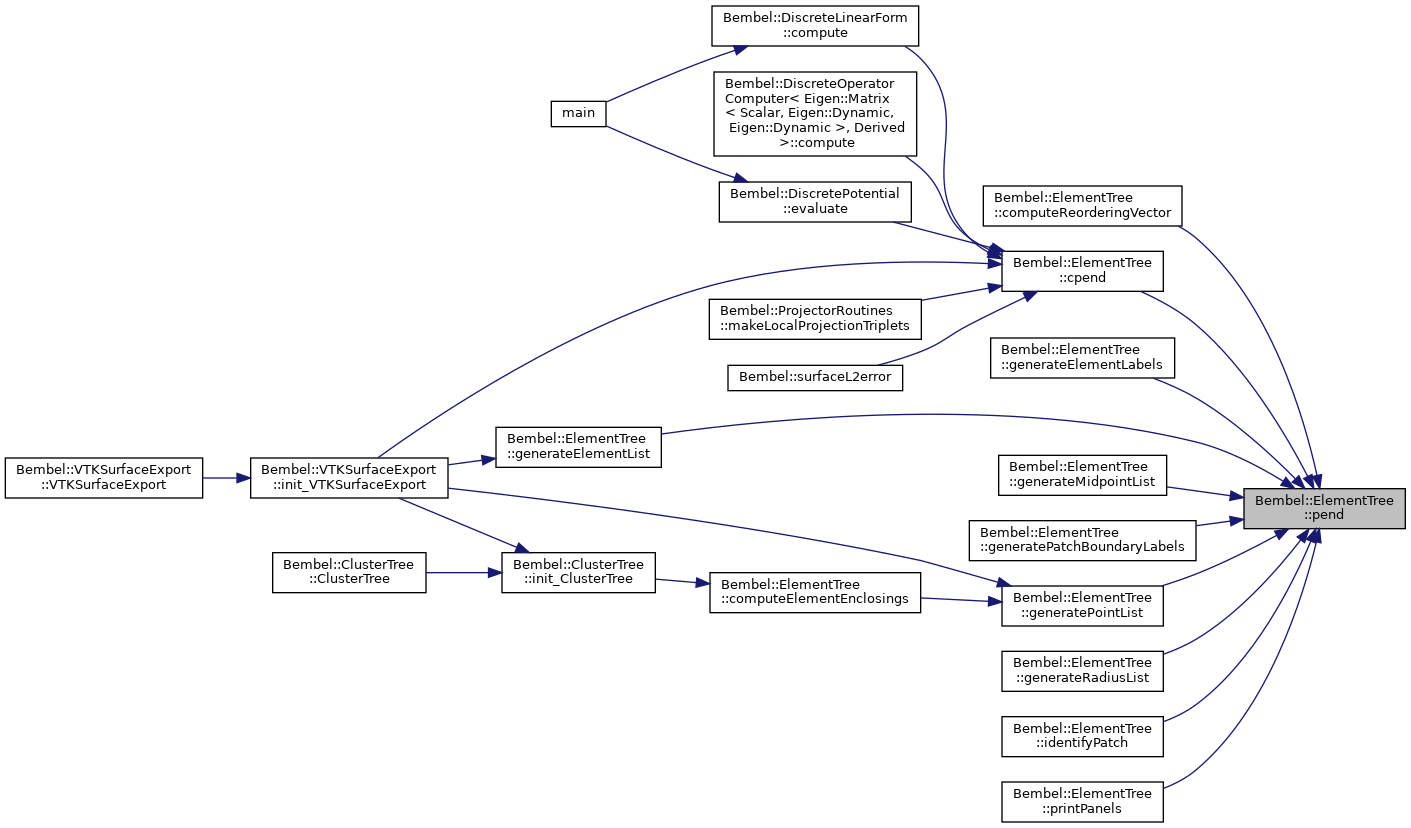 Bembel::DiscreteLinearForm
::compute
Bembel::DiscreteOperator
Computer< Eigen::Matrix
< Scalar, Eigen::Dynamic,
Eigen::Dynamic >, Derived
>::compute
main
Bembel::DiscretePotential
::evaluate
Bembel::ElementTree
::computeReorderingVector
Bembel::ElementTree
::cpend
Bembel::ProjectorRoutines
::makeLocalProjectionTriplets
Bembel::ElementTree
::generateElementLabels
Bembel::surfaceL2error
Bembel::ElementTree
::generateElementList
Bembel::VTKSurfaceExport
::VTKSurfaceExport
Bembel::VTKSurfaceExport
::init_VTKSurfaceExport
Bembel::ElementTree
::generateMidpointList
Bembel::ElementTree
::pend
Bembel::ElementTree
::generatePatchBoundaryLabels
Bembel::ClusterTree
::ClusterTree
Bembel::ClusterTree
::init_ClusterTree
Bembel::ElementTree
::computeElementEnclosings
Bembel::ElementTree
::generatePointList
Bembel::ElementTree
::generateRadiusList
Bembel::ElementTree
::identifyPatch
Bembel::ElementTree
::printPanels